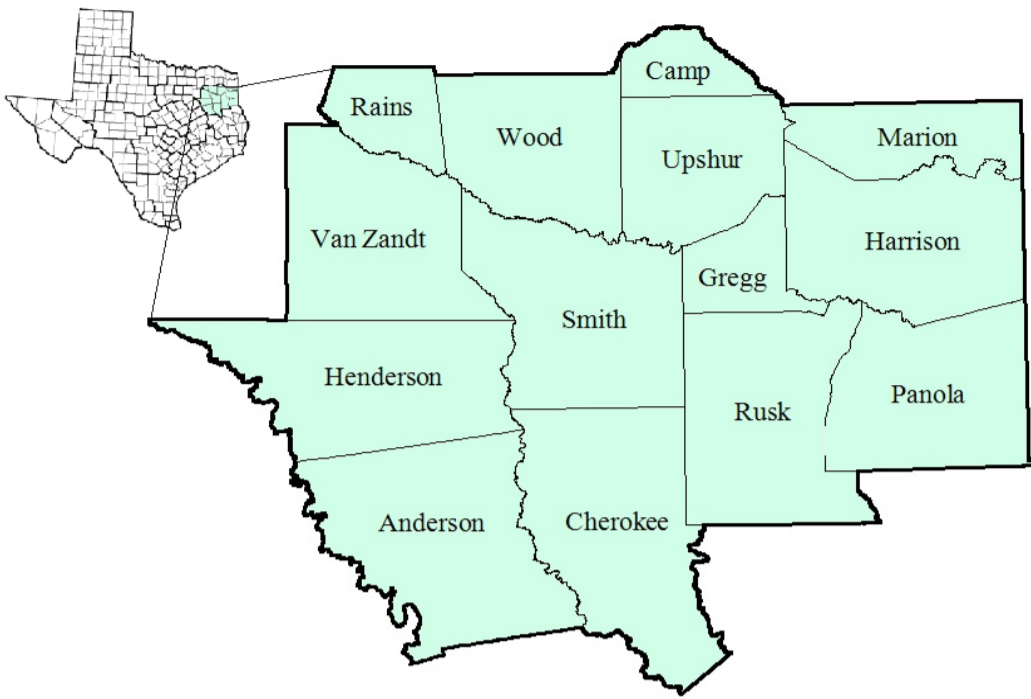 Camp
Rains
Wood
Marion
Upshur
Van Zandt
Harrison
Gregg
Smith
Henderson
Panola
Rusk
Anderson
Cherokee